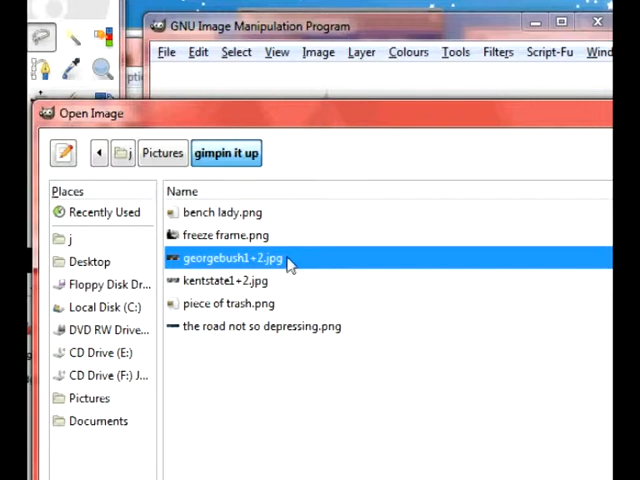 GNU Image Manipulation Program
File Edit Select View Image Layer Colours Tools Filters Script-Fu
Open Image
j Pictures gimpin it up
Places
Name
Recently Used
bench lady.png
j
freeze frame.png
Desktop
georgebush1+2.jpg
Floppy Disk Dr...
kentstate1+2.jpg
Local Disk (C:)
piece of trash.png
DVD RW Drive...
the road not so depressing.png
CD Drive (E:)
CD Drive (F:) J...
Pictures
Documents